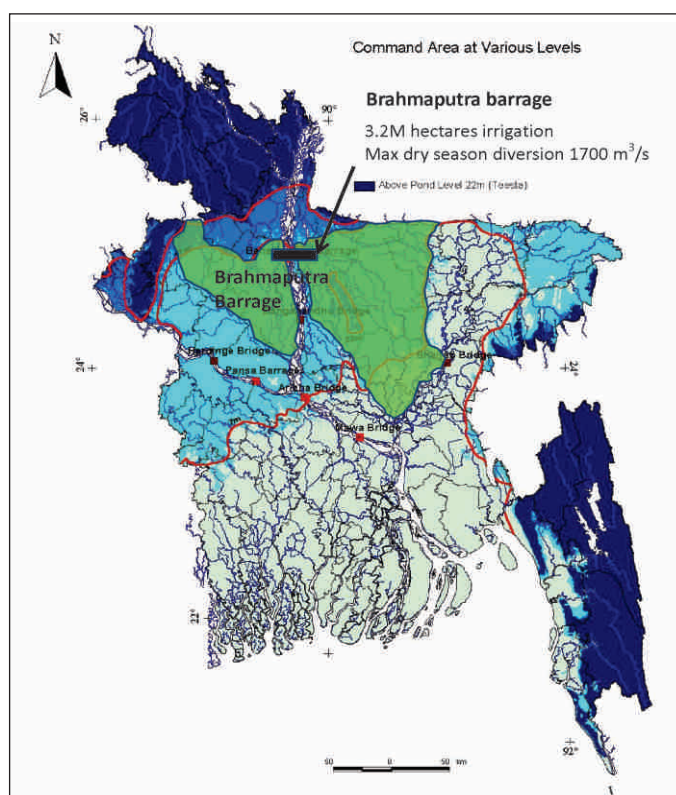 N
Command Area at Various Levels
26°
90°
Brahmaputra barrage
3.2M hectares irrigation
Max dry season diversion 1700 m³/s
Above Pond Level 22m (Teesta)
Brahmaputra
Barrage
24°
24°
Bridge
Pansa Barrage
Bridge
Mawa Bridge
22°
92°
50 0 50 km